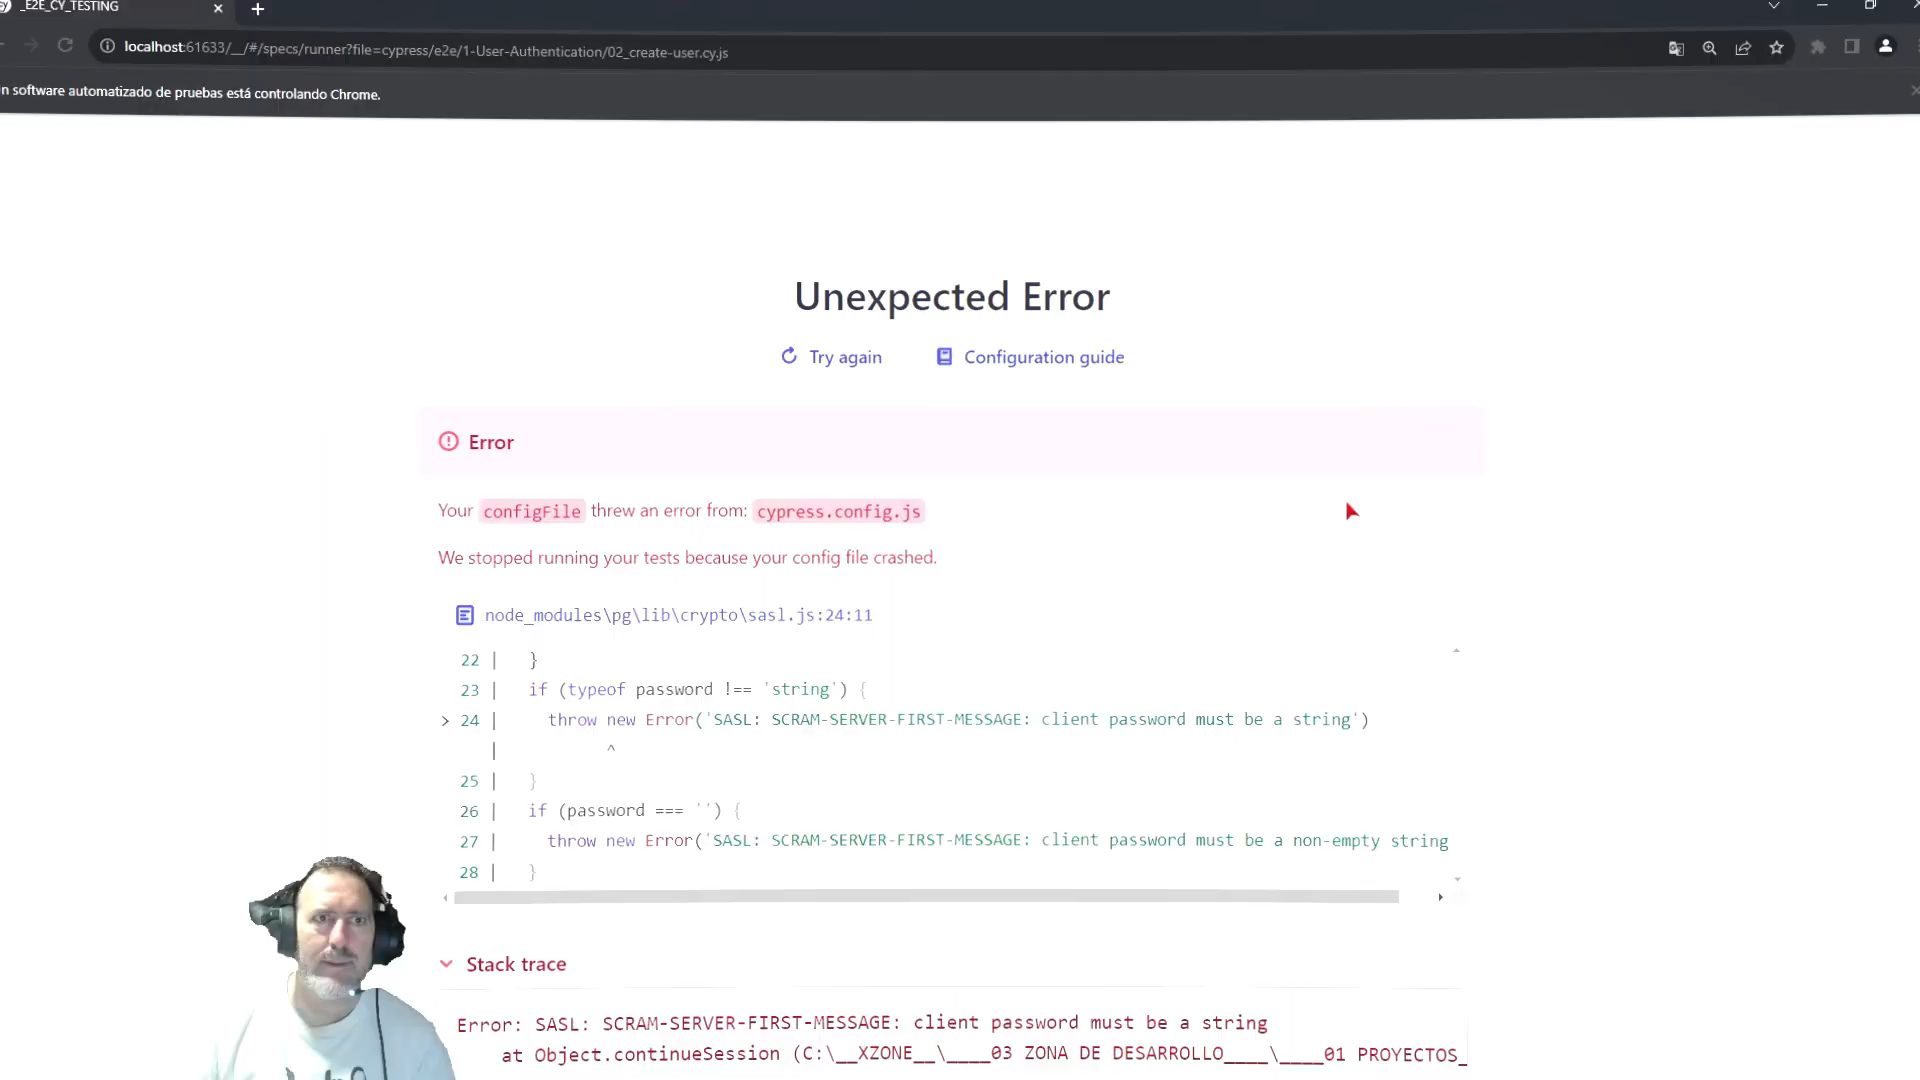 _E2E_CY_TESTING
localhost:61633/__/#/specs/runner?file=cypress/e2e/1-User-Authentication/02_create-user.cy.js
n software automatizado de pruebas está controlando Chrome.
Unexpected Error
Try again
Configuration guide
Error
Your configFile threw an error from: cypress.config.js
We stopped running your tests because your config file crashed.
node_modules\pg\lib\crypto\sasl.js:24:11
22 | }
23 | if (typeof password !== 'string') {
> 24 | throw new Error('SASL: SCRAM-SERVER-FIRST-MESSAGE: client password must be a string')
| ^
25 | }
26 | if (password === '') {
27 | throw new Error('SASL: SCRAM-SERVER-FIRST-MESSAGE: client password must be a non-empty string
28 | }
Stack trace
Error: SASL: SCRAM-SERVER-FIRST-MESSAGE: client password must be a string
at Object.continueSession (C:\__XZONE__\____03 ZONA DE DESARROLLO____\____01 PROYECTOS_